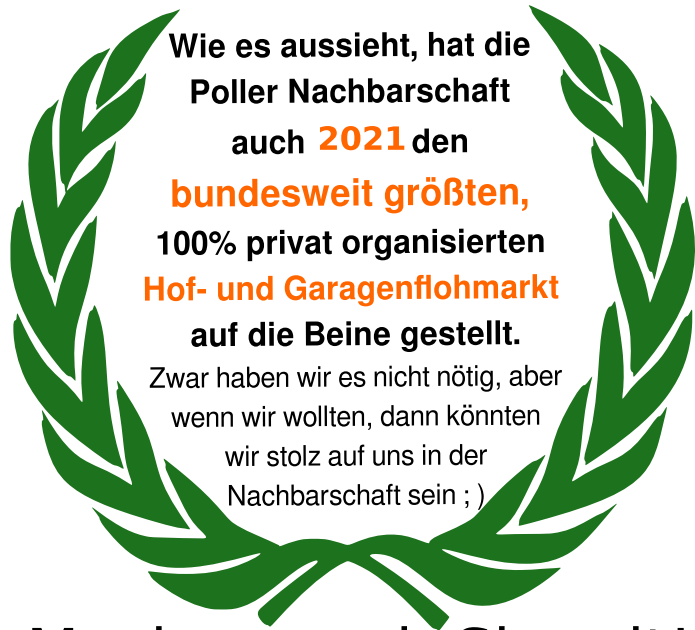 Wie es aussieht, hat die
Poller Nachbarschaft
auch 2021 den
bundesweit größten,
100% privat organisierten
Hof- und Garagenflohmarkt
auf die Beine gestellt.
Zwar haben wir es nicht nötig, aber
wenn wir wollten, dann könnten
wir stolz auf uns in der
Nachbarschaft sein ; )